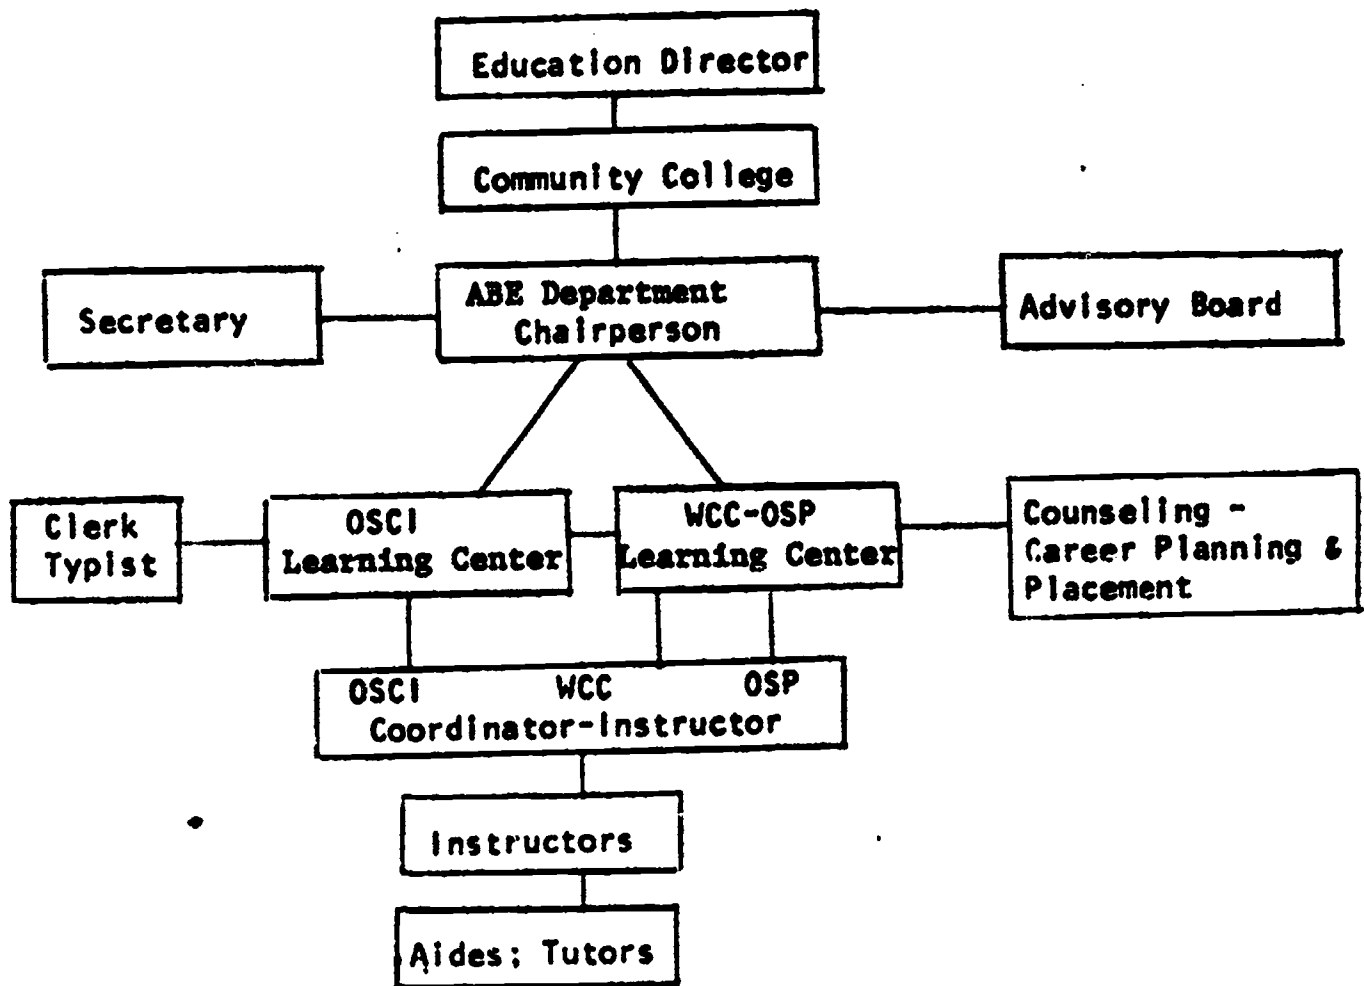 Education Director
Community College
Secretary
ABE Department
Chairperson
Advisory Board
Clerk
Typist
OSCI
Learning Center
WCC-OSP
Learning Center
Counseling -
Career Planning &
Placement
OSCI WCC OSP
Coordinator-Instructor
Instructors
Aides; Tutors